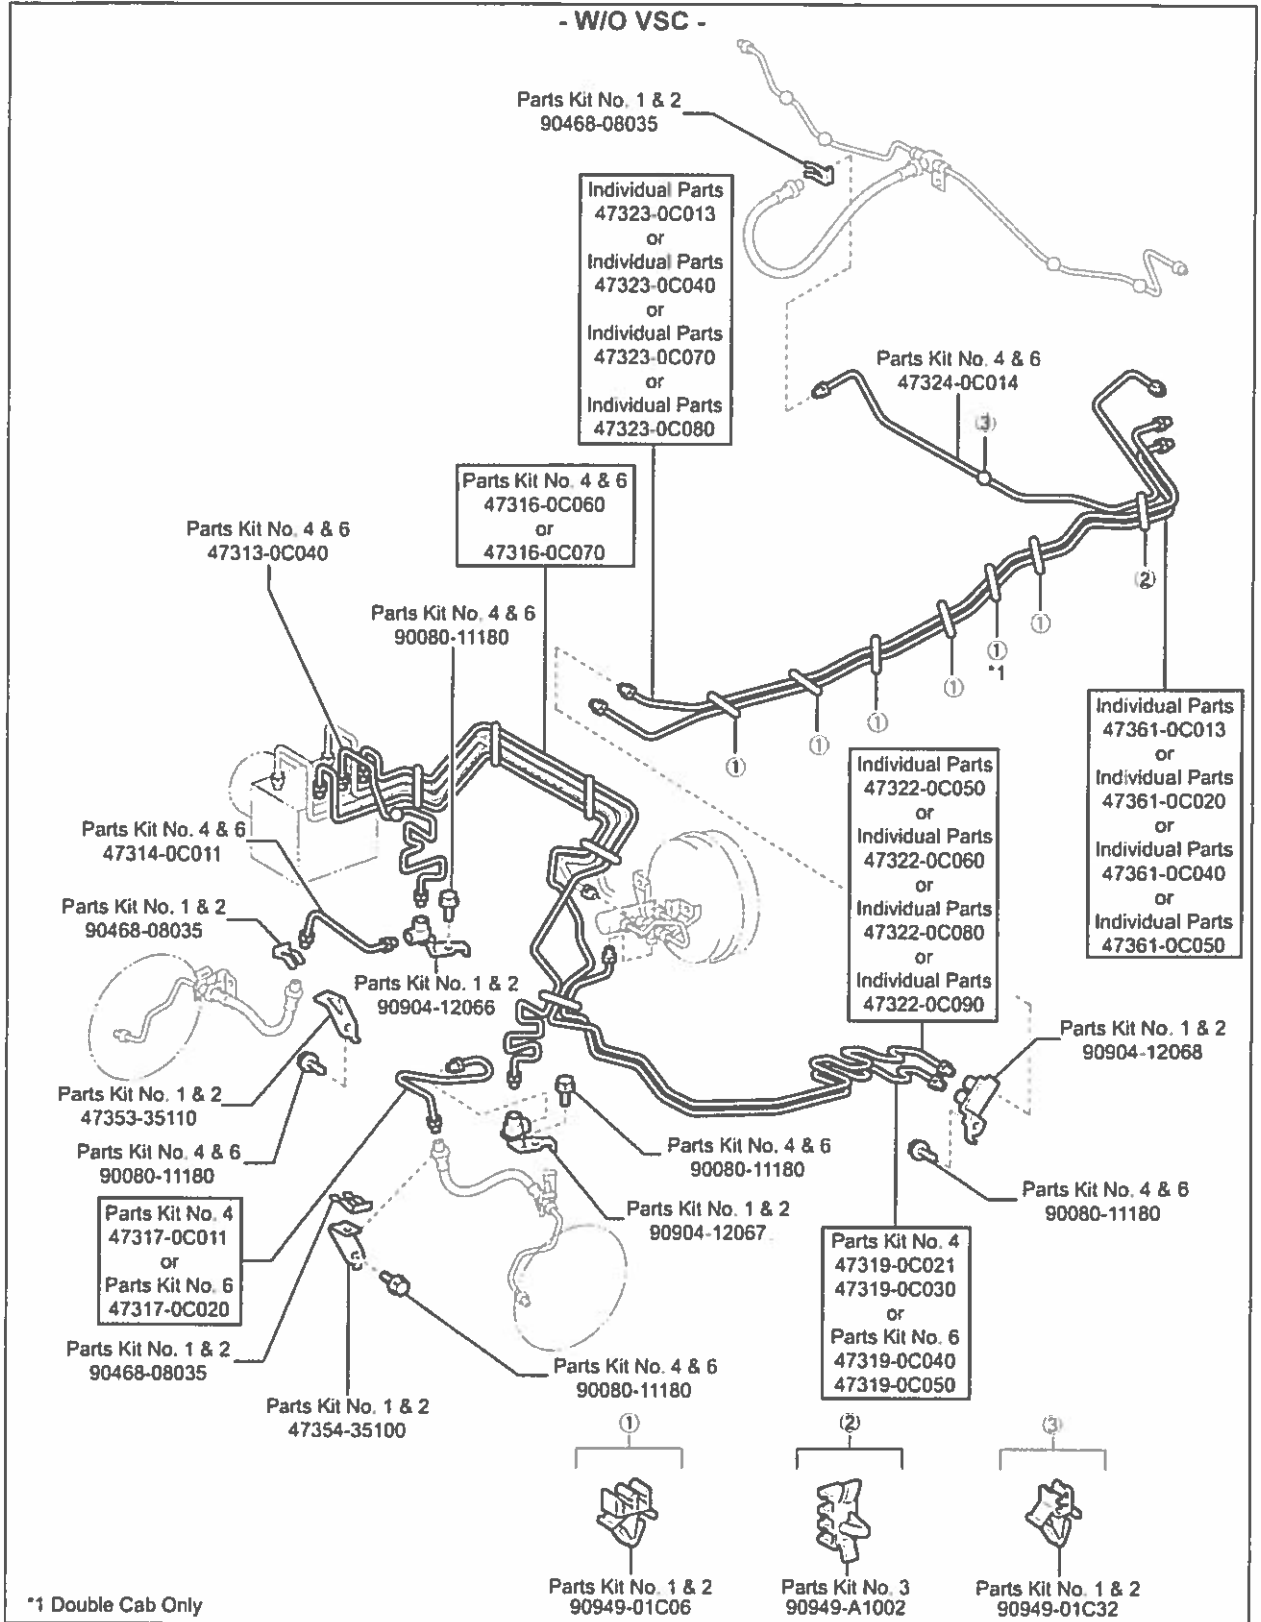 - W/O VSC -
Parts Kit No. 1 & 2
90468-08035
Individual Parts
47323-0C013
or
Individual Parts
47323-0C040
or
Individual Parts
47323-0C070
or
Individual Parts
47323-0C080
Parts Kit No. 4 & 6
47324-0C014
③
Parts Kit No. 4 & 6
47316-0C060
or
47316-0C070
Parts Kit No. 4 & 6
47313-0C040
Parts Kit No. 4 & 6
90080-11180
②
①
①
*1
①
①
①
①
①
Individual Parts
47361-0C013
or
Individual Parts
47361-0C020
or
Individual Parts
47361-0C040
or
Individual Parts
47361-0C050
Individual Parts
47322-0C050
or
Individual Parts
47322-0C060
or
Individual Parts
47322-0C080
or
Individual Parts
47322-0C090
Parts Kit No. 4 & 6
47314-0C011
Parts Kit No. 1 & 2
90468-08035
Parts Kit No. 1 & 2
90904-12066
Parts Kit No. 1 & 2
90904-12068
Parts Kit No. 1 & 2
47353-35110
Parts Kit No. 4 & 6
90080-11180
Parts Kit No. 4 & 6
90080-11180
Parts Kit No. 4 & 6
90080-11180
Parts Kit No. 4
47317-0C011
or
Parts Kit No. 6
47317-0C020
Parts Kit No. 1 & 2
90904-12067
Parts Kit No. 4
47319-0C021
47319-0C030
or
Parts Kit No. 6
47319-0C040
47319-0C050
Parts Kit No. 1 & 2
90468-08035
Parts Kit No. 4 & 6
90080-11180
Parts Kit No. 1 & 2
47354-35100
①
②
③
Parts Kit No. 1 & 2
90949-01C06
Parts Kit No. 3
90949-A1002
Parts Kit No. 1 & 2
90949-01C32
*1 Double Cab Only